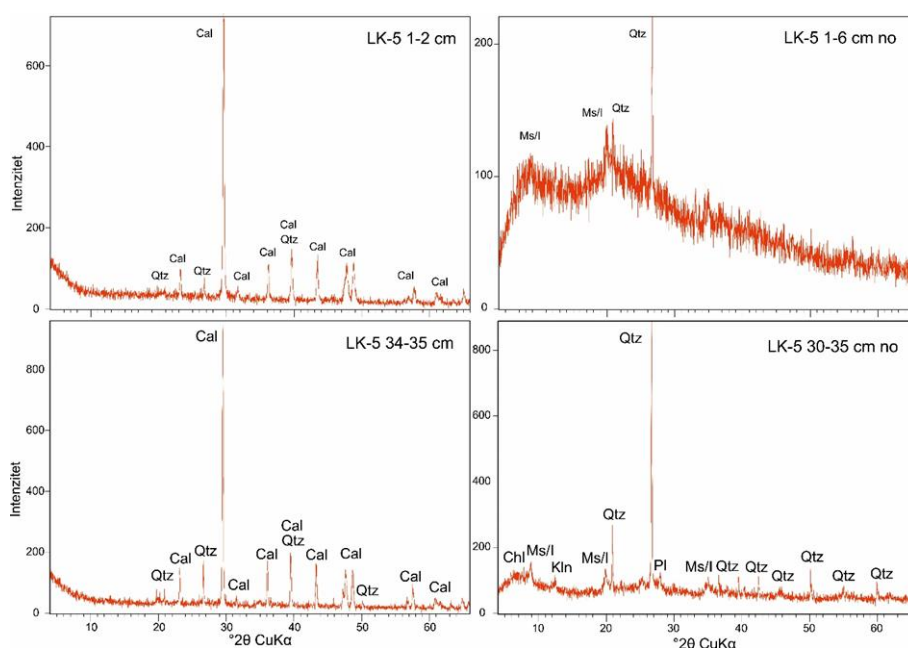 LK-5 1-2 cm
Cal
600
Intenzitet
400
200
0
Qtz
Cal
Qtz
Cal
Cal
Cal
Qtz
Cal
Cal
Cal
Cal
LK-5 1-6 cm no
220
Qtz
Ms/I
Ms/I
Qtz
100
0
LK-5 34-35 cm
Cal
800
600
Intenzitet
400
200
0
Qtz
Cal
Qtz
Cal
Cal
Cal
Qtz
Cal
Cal
Qtz
Cal
Cal
10 20 30 40 50 60
°2θ CuKα
LK-5 30-35 cm no
Qtz
800
600
400
200
0
Chl
Ms/I
Kln
Ms/I
Qtz
Pl
Ms/I
Qtz
Qtz
Qtz
Qtz
Qtz
Qtz
Qtz
10 20 30 40 50 60
°2θ CuKα